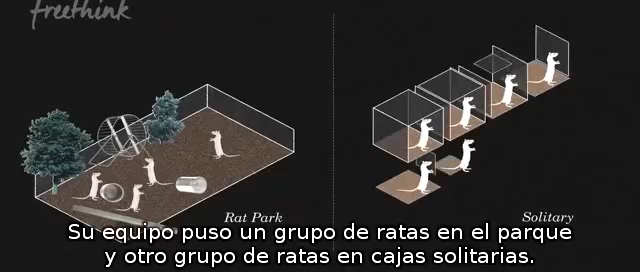 freethink
Rat Park
Solitary
Su equipo puso un grupo de ratas en el parque
y otro grupo de ratas en cajas solitarias.